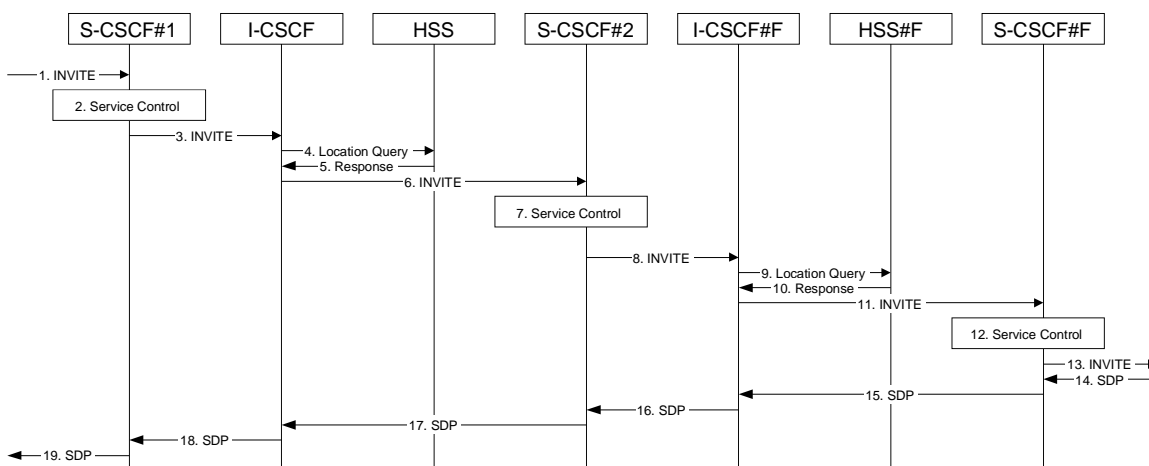 S-CSCF#1
I-CSCF
HSS
S-CSCF#2
I-CSCF#F
HSS#F
S-CSCF#F
1. INVITE
2. Service Control
3. INVITE
4. Location Query
5. Response
6. INVITE
7. Service Control
8. INVITE
9. Location Query
10. Response
11. INVITE
12. Service Control
13. INVITE
14. SDP
15. SDP
16. SDP
17. SDP
18. SDP
19. SDP